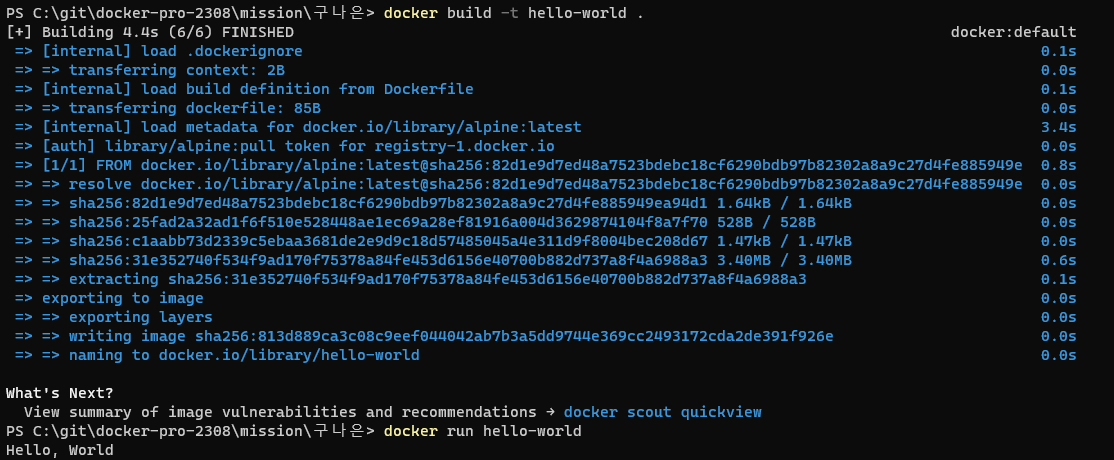 PS C:\git\docker-pro-2308\mission\구나은> docker build -t hello-world .
[+] Building 4.4s (6/6) FINISHED docker:default
=> [internal] load .dockerignore 0.1s
=> => transferring context: 2B 0.0s
=> [internal] load build definition from Dockerfile 0.1s
=> => transferring dockerfile: 85B 0.0s
=> [internal] load metadata for docker.io/library/alpine:latest 3.4s
=> [auth] library/alpine:pull token for registry-1.docker.io 0.0s
=> [1/1] FROM docker.io/library/alpine:latest@sha256:82d1e9d7ed48a7523bdebc18cf6290bdb97b82302a8a9c27d4fe885949e 0.8s
=> => resolve docker.io/library/alpine:latest@sha256:82d1e9d7ed48a7523bdebc18cf6290bdb97b82302a8a9c27d4fe885949e 0.0s
=> => sha256:82d1e9d7ed48a7523bdebc18cf6290bdb97b82302a8a9c27d4fe885949ea94d1 1.64kB / 1.64kB 0.0s
=> => sha256:25fad2a32ad1f6f510e528448ae1ec69a28ef81916a004d3629874104f8a7f70 528B / 528B 0.0s
=> => sha256:c1aabb73d2339c5ebaa3681de2e9d9c18d57485045a4e311d9f8004bec208d67 1.47kB / 1.47kB 0.0s
=> => sha256:31e352740f534f9ad170f75378a84fe453d6156e40700b882d737a8f4a6988a3 3.40MB / 3.40MB 0.6s
=> => extracting sha256:31e352740f534f9ad170f75378a84fe453d6156e40700b882d737a8f4a6988a3 0.1s
=> exporting to image 0.0s
=> => exporting layers 0.0s
=> => writing image sha256:813d889ca3c08c9eef044042ab7b3a5dd9744e369cc2493172cda2de391f926e 0.0s
=> => naming to docker.io/library/hello-world 0.0s
What's Next?
View summary of image vulnerabilities and recommendations → docker scout quickview
PS C:\git\docker-pro-2308\mission\구나은> docker run hello-world
Hello, World